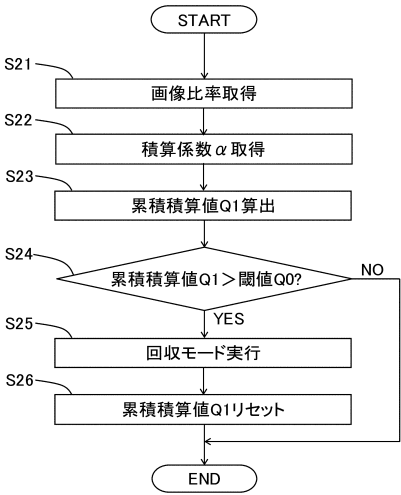 START
S21
画像比率取得
S22
積算係数α取得
S23
累積積算値Q1算出
S24
累積積算値Q1＞閾値Q0?
NO
YES
S25
回収モード実行
S26
累積積算値Q1リセット
END